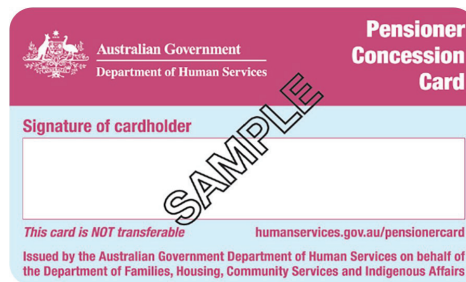 Australian Government
Department of Human Services
Pensioner
Concession
Card
Signature of cardholder
SAMPLE
This card is NOT transferable
humanservices.gov.au/pensionercard
Issued by the Australian Government Department of Human Services on behalf of
the Department of Families, Housing, Community Services and Indigenous Affairs